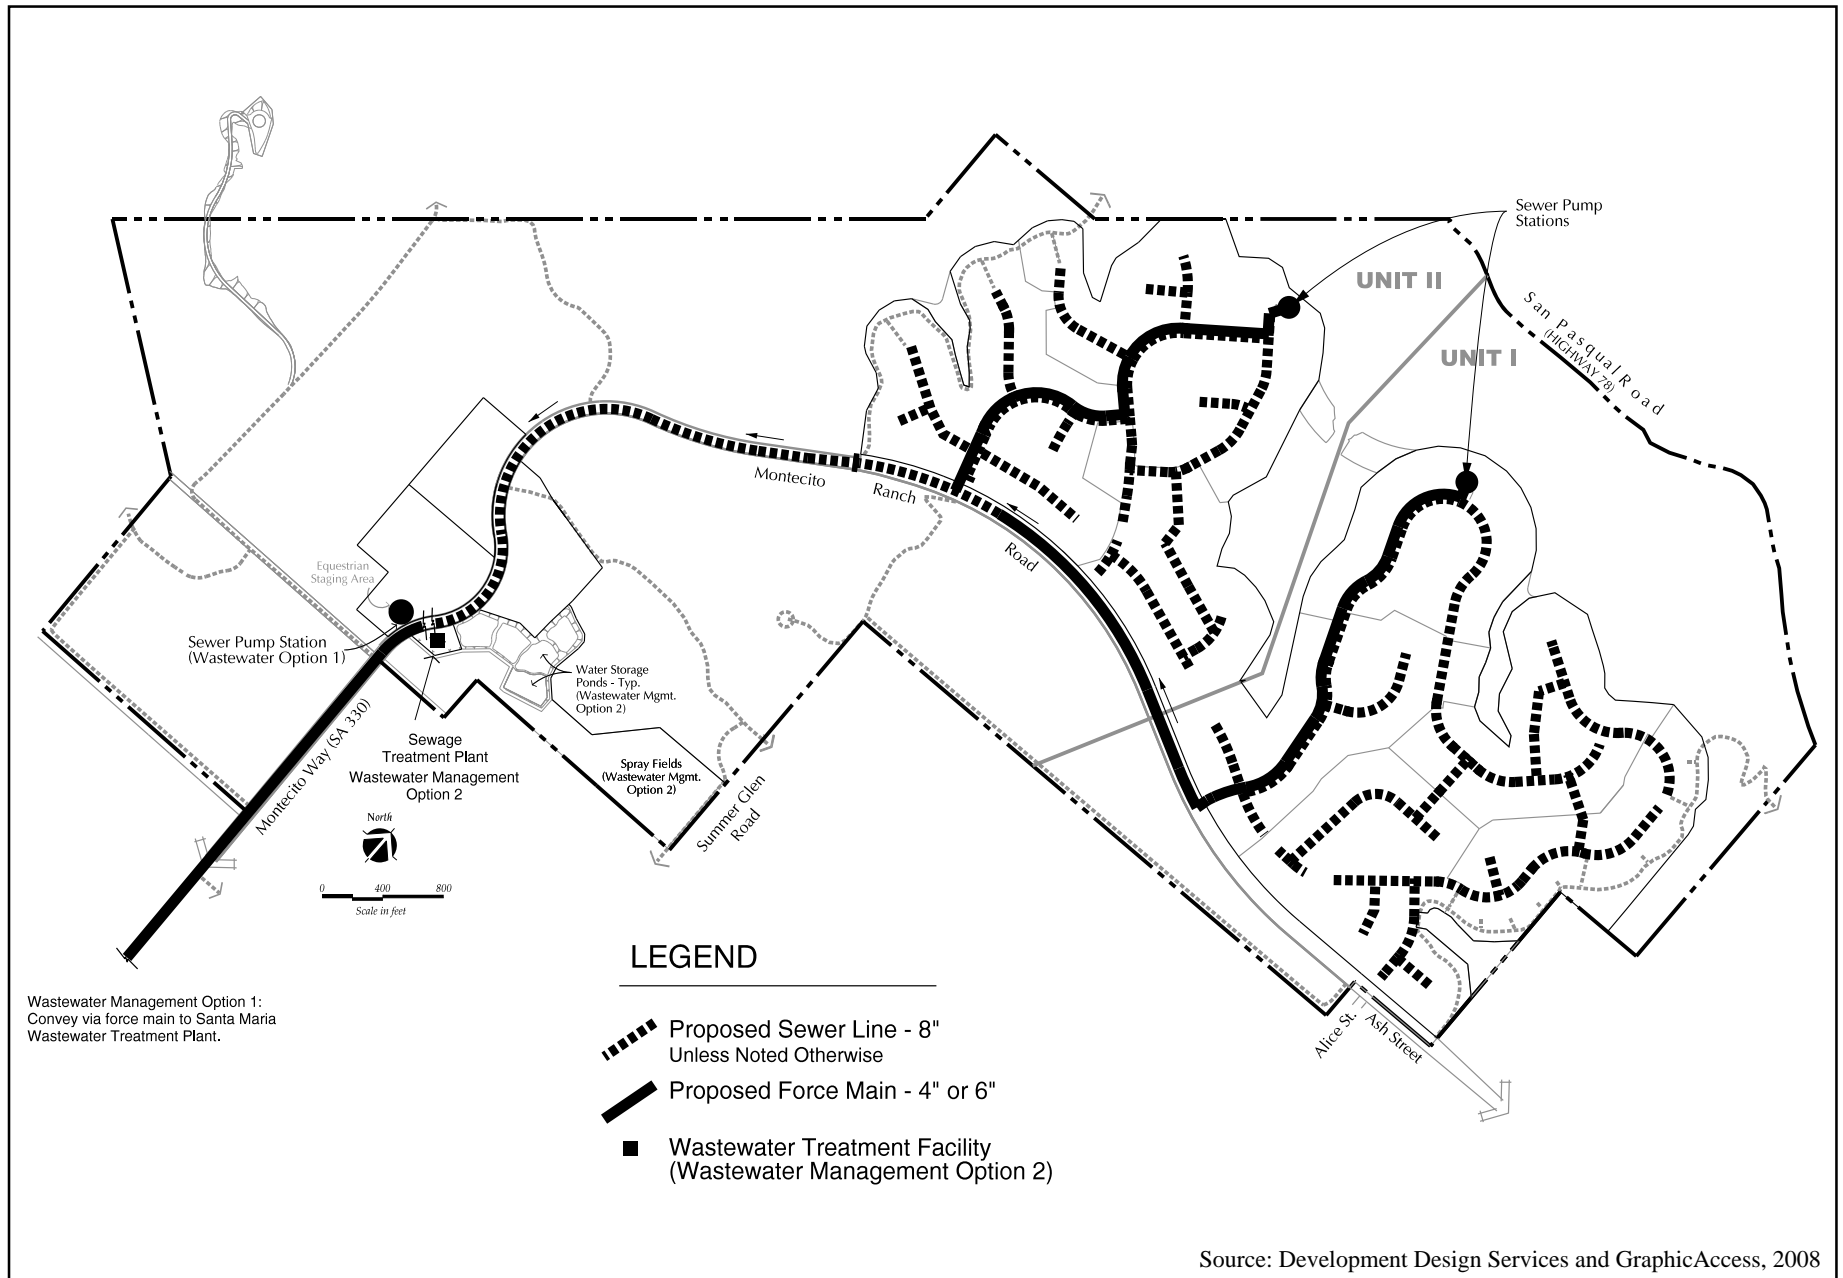 Sewer Pump
Stations
UNIT II
UNIT I
San Pasqual Road
(HIGHWAY 78)
Montecito
Ranch
Road
Equestrian
Staging Area
Sewer Pump Station
(Wastewater Option 1)
Water Storage
Ponds - Typ.
(Wastewater Mgmt.
Option 2)
Sewage
Treatment Plant
Wastewater Management
Option 2
Spray Fields
(Wastewater Mgmt.
Option 2)
Montecito Way (SA 330)
Summer Glen
Road
North
0 400 800
Scale in feet
Alice St.
Ash Street
Wastewater Management Option 1:
Convey via force main to Santa Maria
Wastewater Treatment Plant.
LEGEND
Proposed Sewer Line - 8"
Unless Noted Otherwise
Proposed Force Main - 4" or 6"
Wastewater Treatment Facility
(Wastewater Management Option 2)
Source: Development Design Services and GraphicAccess, 2008